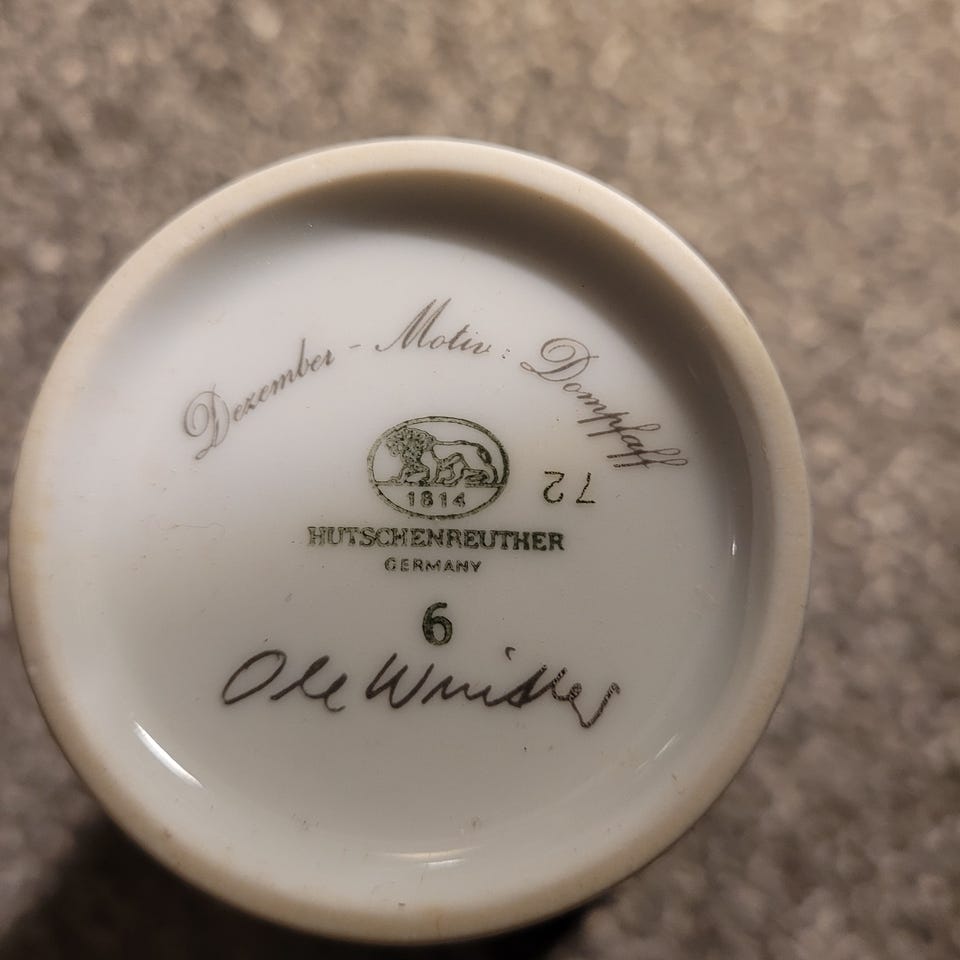 Dezember - Motiv: Dompfaff
1814
72
HUTSCHENREUTHER
GERMANY
6
Ole Winther